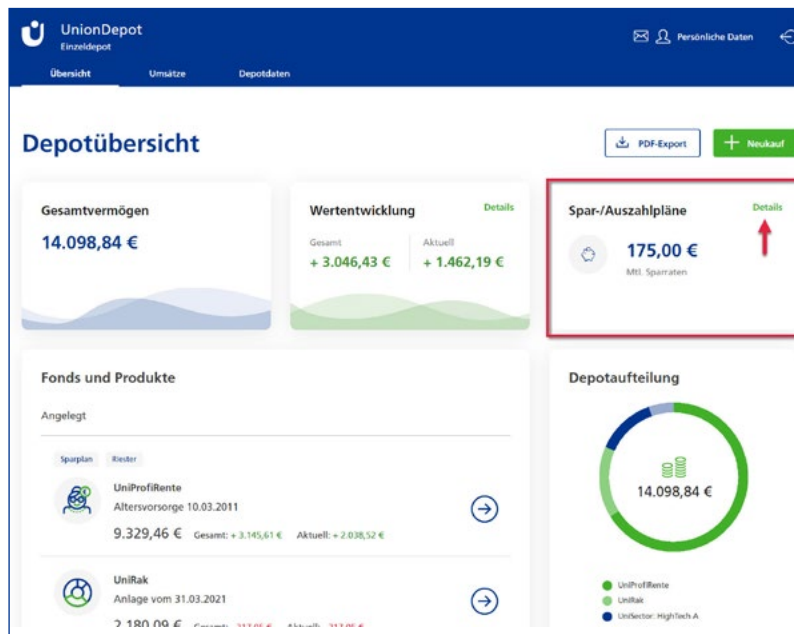 UnionDepot
Einzeldepot
Persönliche Daten
Übersicht Umsätze Depotdaten
Depotübersicht
PDF-Export
Neukauf
Gesamtvermögen
14.098,84 €
Wertentwicklung Details
Gesamt Aktuell
+ 3.046,43 € + 1.462,19 €
Spar-/Auszahlpläne Details
175,00 €
Mtl. Sparraten
Fonds und Produkte
Angelegt
Sparplan Riester
UniProfiRente
Altersvorsorge 10.03.2011
9.329,46 € Gesamt: + 3.145,61 € Aktuell: + 2.038,52 €
UniRak
Anlage vom 31.03.2021
2.180,09 €
Depotaufteilung
14.098,84 €
UniProfiRente
UniRak
UniSector: HighTech A